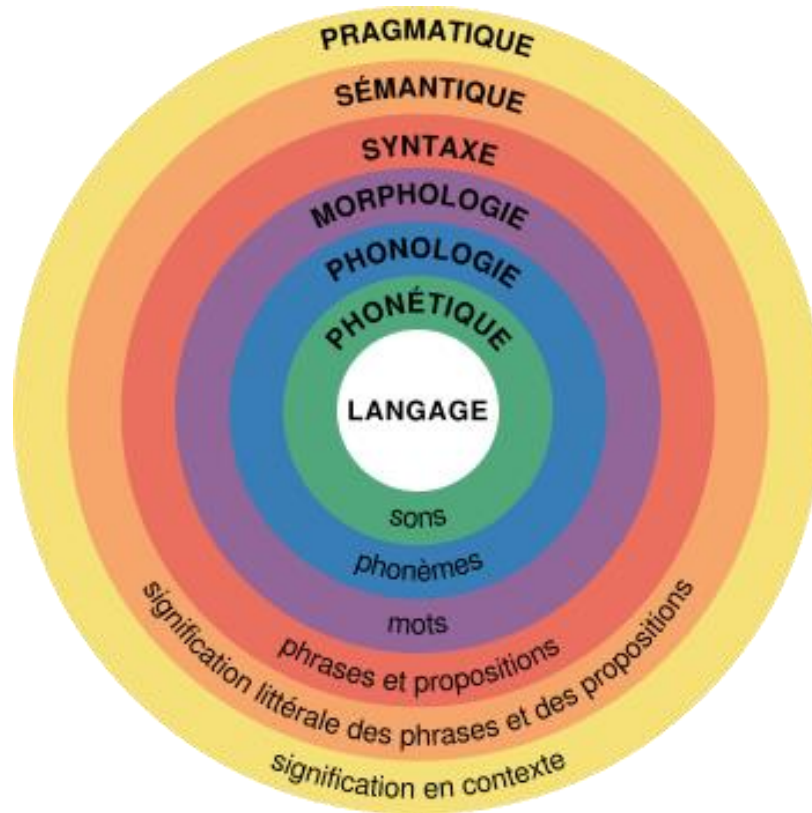 PRAGMATIQUE
SÉMANTIQUE
SYNTAXE
MORPHOLOGIE
PHONOLOGIE
PHONÉTIQUE
LANGAGE
sons
phonèmes
mots
phrases et propositions
signification littérale des phrases et des propositions
signification en contexte